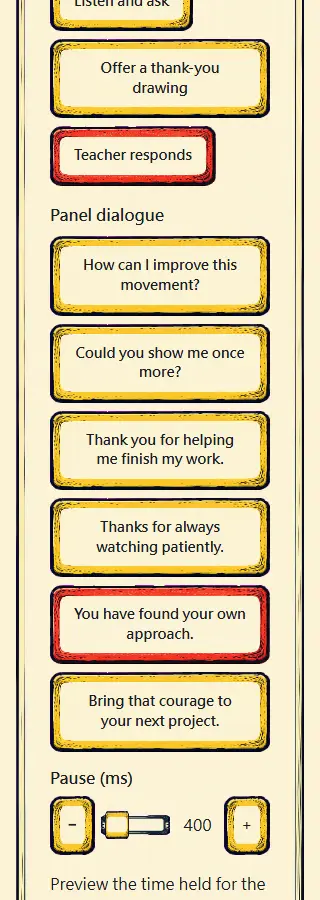 Listen and ask
Offer a thank-you
drawing
Teacher responds
Panel dialogue
How can I improve this
movement?
Could you show me once
more?
Thank you for helping
me finish my work.
Thanks for always
watching patiently.
You have found your own
approach.
Bring that courage to
your next project.
Pause (ms)
- 400 +
Preview the time held for the